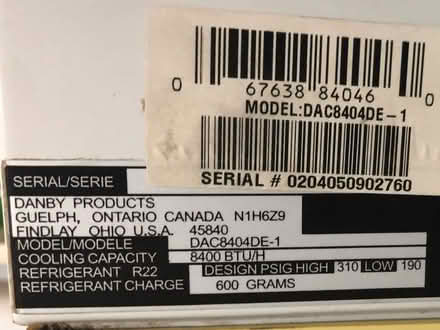 0 67638 84046 0
MODEL:DAC8404DE-1
SERIAL # 0204050902760
SERIAL/SERIE
DANBY PRODUCTS
GUELPH, ONTARIO CANADA N1H6Z9
FINDLAY OHIO U.S.A. 45840
MODEL/MODELE DAC8404DE-1
COOLING CAPACITY 8400 BTU/H
REFRIGERANT R22 DESIGN PSIG HIGH 310 LOW 190
REFRIGERANT CHARGE 600 GRAMS